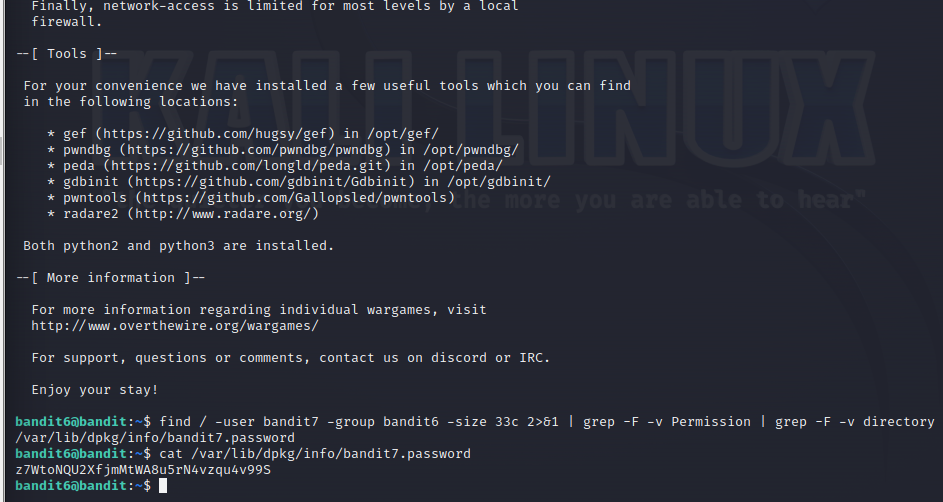 Finally, network-access is limited for most levels by a local
firewall.
--[ Tools ]--
For your convenience we have installed a few useful tools which you can find
in the following locations:
* gef (https://github.com/hugsy/gef) in /opt/gef/
* pwndbg (https://github.com/pwndbg/pwndbg) in /opt/pwndbg/
* peda (https://github.com/longld/peda.git) in /opt/peda/
* gdbinit (https://github.com/gdbinit/Gdbinit) in /opt/gdbinit/
* pwntools (https://github.com/Gallopsled/pwntools)
* radare2 (http://www.radare.org/)
the more you are able to hear"
Both python2 and python3 are installed.
--[ More information ]--
For more information regarding individual wargames, visit
http://www.overthewire.org/wargames/
For support, questions or comments, contact us on discord or IRC.
Enjoy your stay!
bandit6@bandit:~$ find / -user bandit7 -group bandit6 -size 33c 2>&1 | grep -F -v Permission | grep -F -v directory
/var/lib/dpkg/info/bandit7.password
bandit6@bandit:~$ cat /var/lib/dpkg/info/bandit7.password
z7WtoNQU2XfjmMtWA8u5rN4vzqu4v99S
bandit6@bandit:~$
KALI LINUX